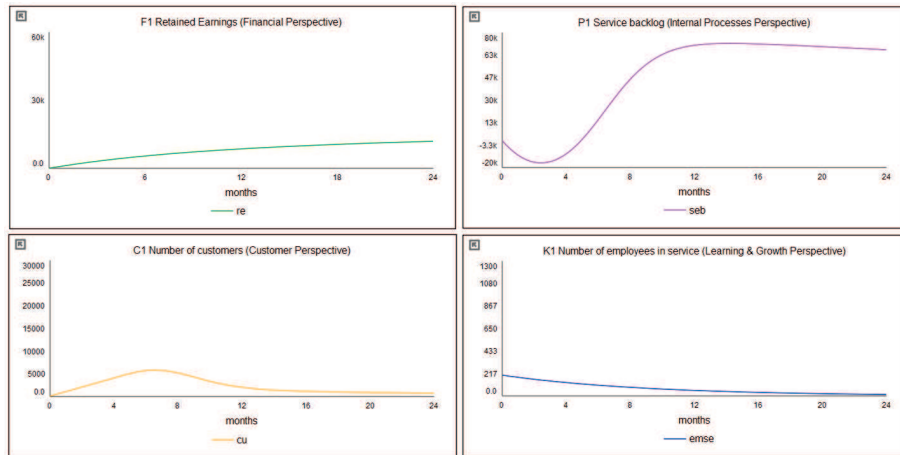 F1 Retained Earnings (Financial Perspective)
60k
30k
0.0
0
6
12
18
24
months
re
P1 Service backlog (Internal Processes Perspective)
80k
63k
47k
30k
13k
-3.3k
-20k
0
4
8
12
16
20
24
months
seb
C1 Number of customers (Customer Perspective)
30000
25000
20000
15000
10000
5000
0.0
0
4
8
12
16
20
24
months
cu
K1 Number of employees in service (Learning & Growth Perspective)
1300
1080
867
650
433
217
0.0
0
4
8
12
16
20
24
months
emse